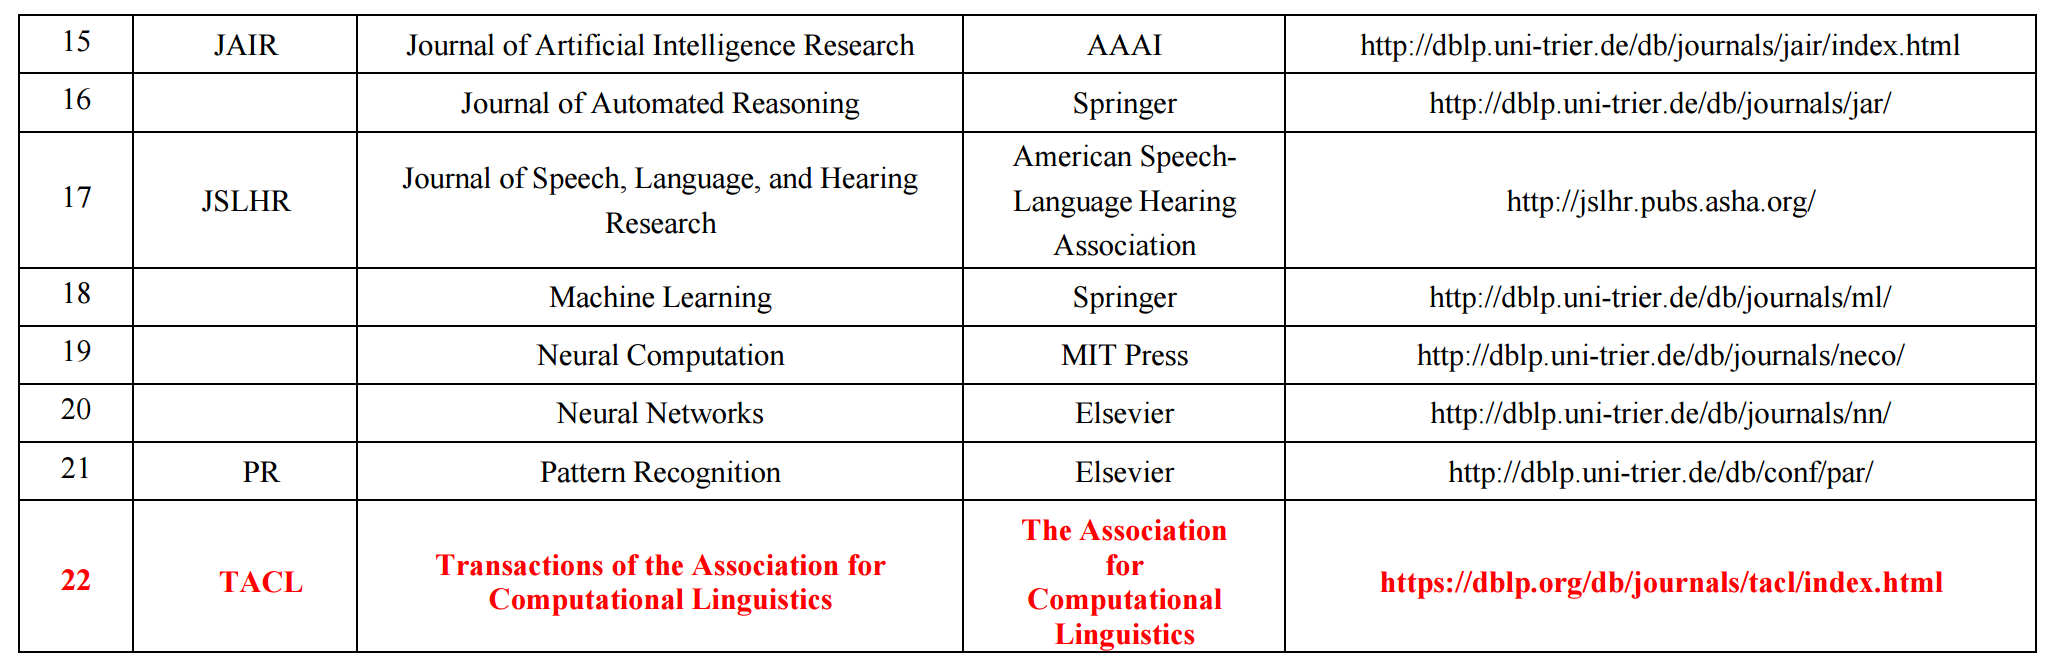 15 JAIR Journal of Artificial Intelligence Research AAAI http://dblp.uni-trier.de/db/journals/jair/index.html
16 Journal of Automated Reasoning Springer http://dblp.uni-trier.de/db/journals/jar/
17 JSLHR Journal of Speech, Language, and Hearing
Research
American Speech-
Language Hearing
Association
http://jslhr.pubs.asha.org/
18 Machine Learning Springer http://dblp.uni-trier.de/db/journals/ml/
19 Neural Computation MIT Press http://dblp.uni-trier.de/db/journals/neco/
20 Neural Networks Elsevier http://dblp.uni-trier.de/db/journals/nn/
21 PR Pattern Recognition Elsevier http://dblp.uni-trier.de/db/conf/par/
22 TACL Transactions of the Association for
Computational Linguistics
The Association
for
Computational
Linguistics
https://dblp.org/db/journals/tacl/index.html